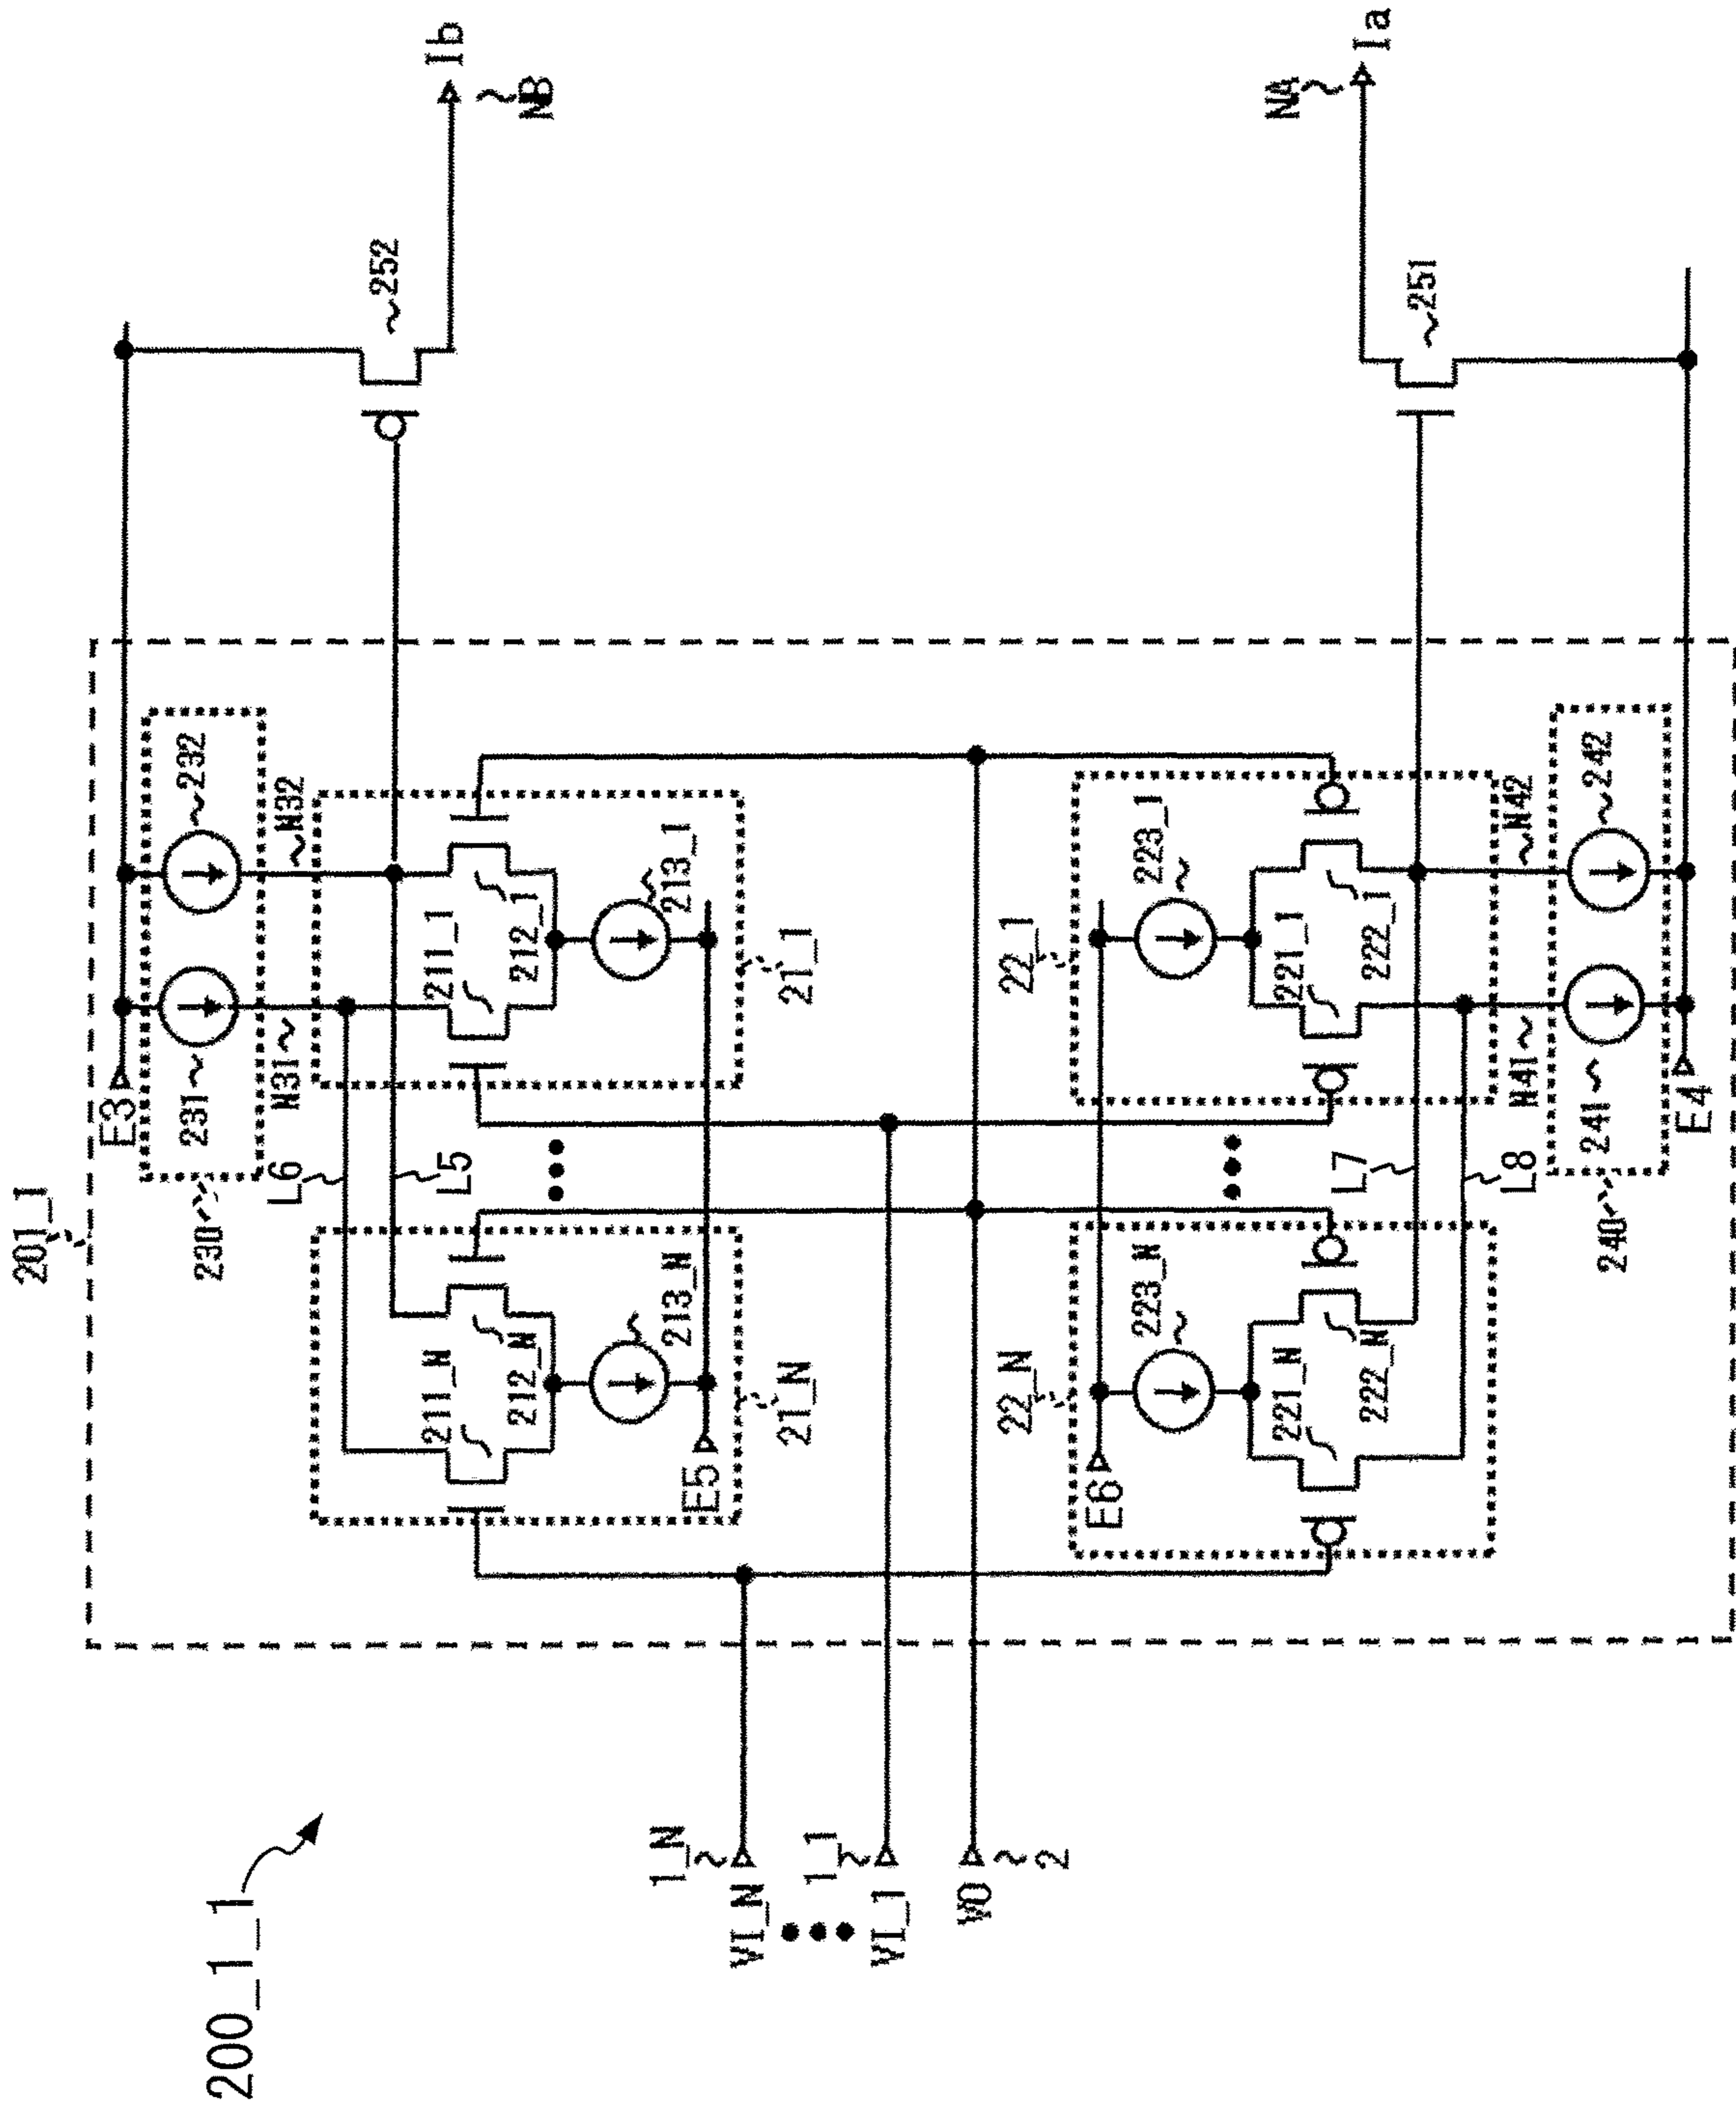 200_1_1
201_1
E3
230
231
232
N31
N32
L6
L5
211_1
212_1
213_1
21_1
211_N
212_N
213_N
21_N
E5
252
Ib
NB
VI_N
1_N
VI_1
1_1
VO
2
E6
22_1
223_1
221_1
222_1
22_N
223_N
221_N
222_N
L7
L8
N41
N42
240
241
242
E4
251
NA
Ia